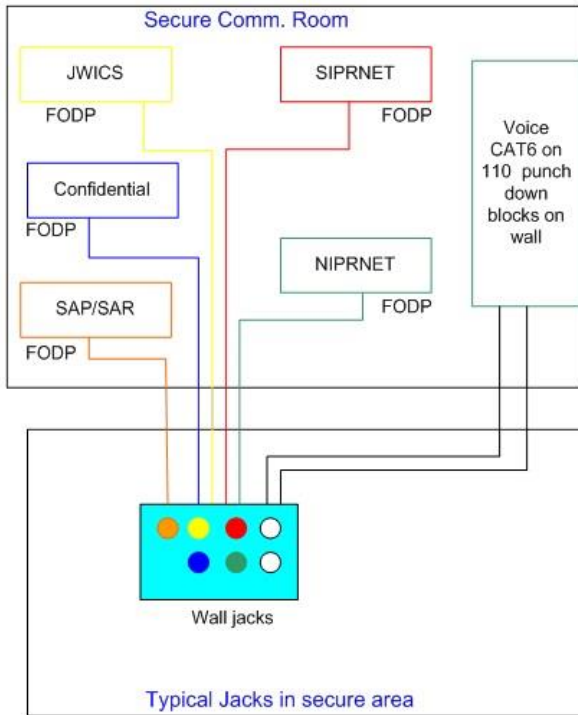 Secure Comm. Room
JWICS
FODP
SIPRNET
FODP
Voice
CAT6 on
110 punch
down
blocks on
wall
Confidential
FODP
NIPRNET
FODP
SAP/SAR
FODP
Wall jacks
Typical Jacks in secure area